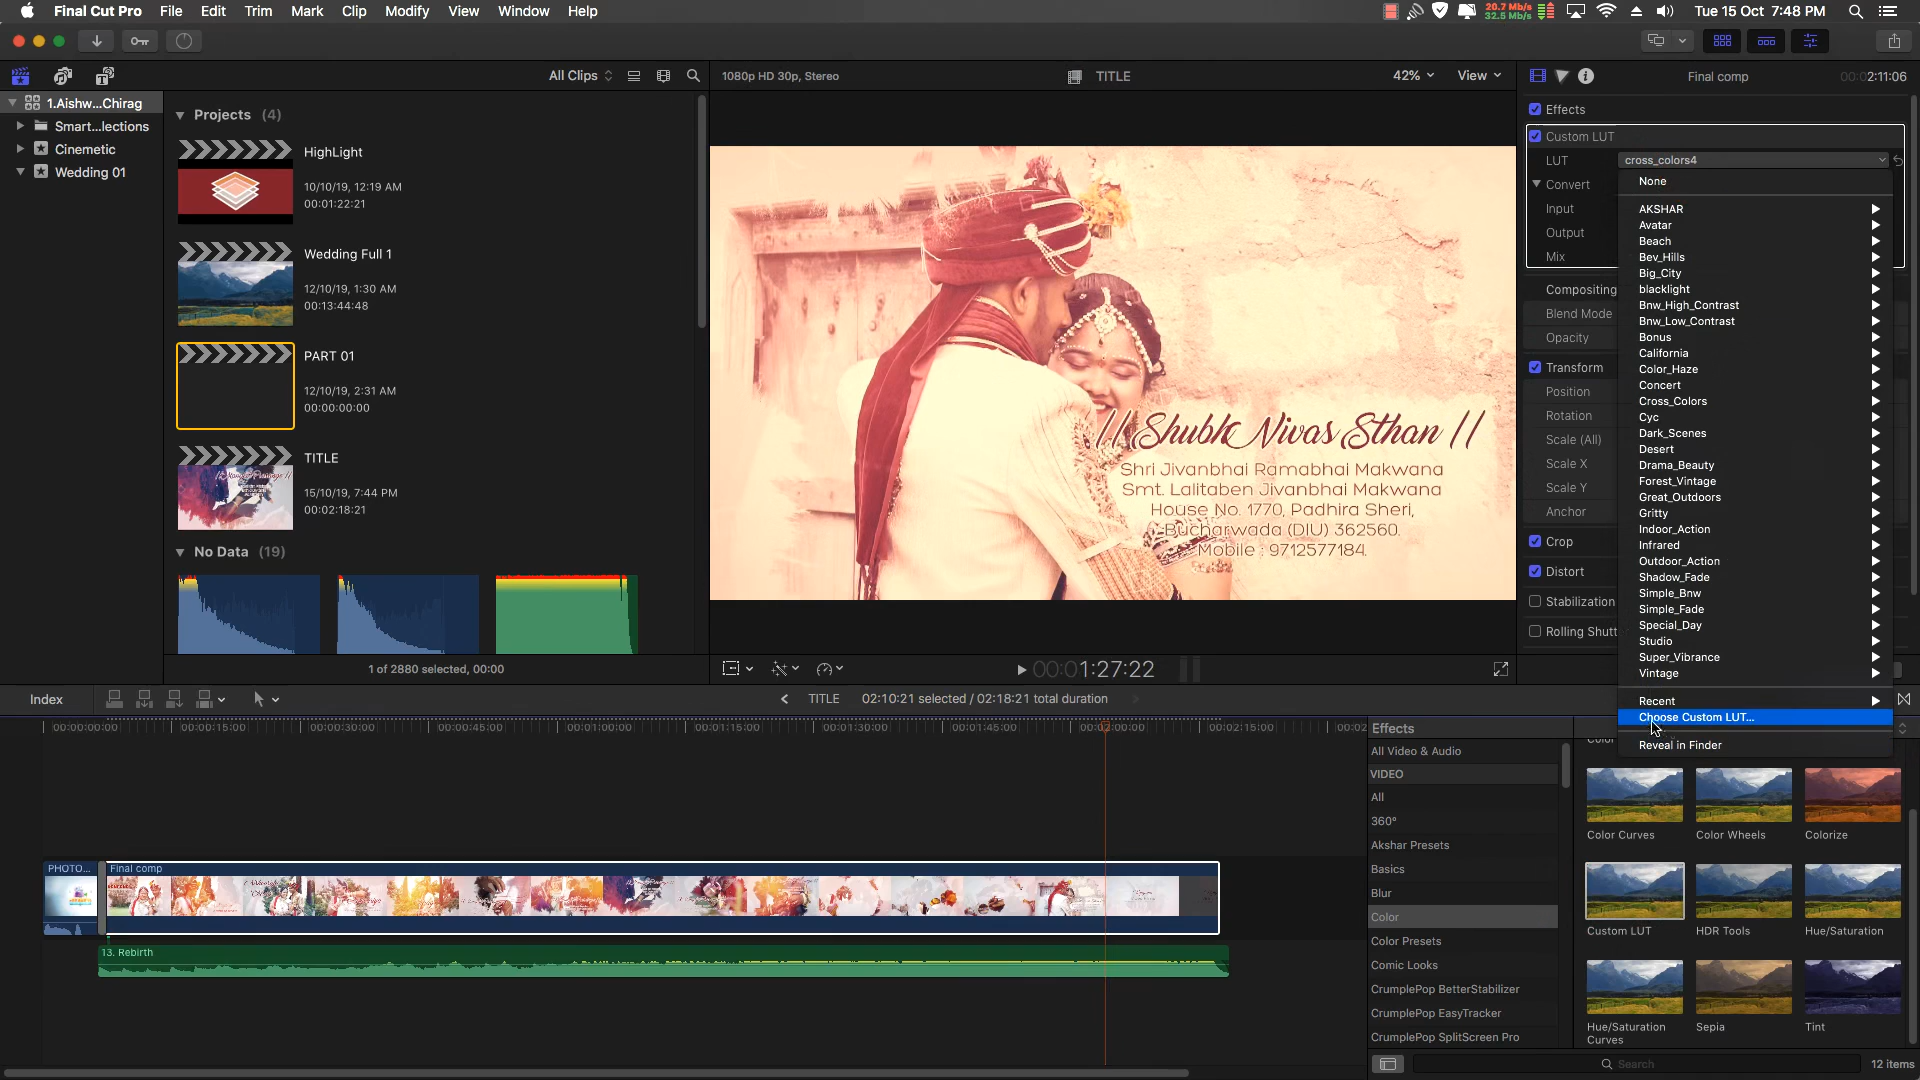 Final Cut Pro File Edit Trim Mark Clip Modify View Window Help
20.7 Mb/s
32.5 Mb/s
Tue 15 Oct 7:48 PM
All Clips
1080p HD 30p, Stereo
TITLE
42%
View
Final comp
00:02:11:06
1.Aishw...Chirag
Smart...lections
Cinemetic
Wedding 01
Projects (4)
HighLight
10/10/19, 12:19 AM
00:01:22:21
Wedding Full 1
12/10/19, 1:30 AM
00:13:44:48
PART 01
12/10/19, 2:31 AM
00:00:00:00
TITLE
15/10/19, 7:44 PM
00:02:18:21
No Data (19)
1 of 2880 selected, 00:00
// Shubh Nivas Sthan //
Shri Jivanbhai Ramabhai Makwana
Smt. Lalitaben Jivanbhai Makwana
House No. 1770, Padhira Sheri,
Bucharwada (DIU) 362560.
Mobile : 9712577184.
00:01:27:22
Effects
Custom LUT
LUT
cross_colors4
Convert
Input
Output
Mix
Compositing
Blend Mode
Opacity
Transform
Position
Rotation
Scale (All)
Scale X
Scale Y
Anchor
Crop
Distort
Stabilization
Rolling Shutt
None
AKSHAR
Avatar
Beach
Bev_Hills
Big_City
blacklight
Bnw_High_Contrast
Bnw_Low_Contrast
Bonus
California
Color_Haze
Concert
Cross_Colors
Cyc
Dark_Scenes
Desert
Drama_Beauty
Forest_Vintage
Great_Outdoors
Gritty
Indoor_Action
Infrared
Outdoor_Action
Shadow_Fade
Simple_Bnw
Simple_Fade
Special_Day
Studio
Super_Vibrance
Vintage
Recent
Choose Custom LUT...
Reveal in Finder
Index
TITLE
02:10:21 selected / 02:18:21 total duration
00:00:00:00
00:00:15:00
00:00:30:00
00:00:45:00
00:01:00:00
00:01:15:00
00:01:30:00
00:01:45:00
00:02:00:00
00:02:15:00
00:02
PHOTO...
Final comp
13. Rebirth
Effects
All Video & Audio
VIDEO
All
360°
Akshar Presets
Basics
Blur
Color
Color Presets
Comic Looks
CrumplePop BetterStabilizer
CrumplePop EasyTracker
CrumplePop SplitScreen Pro
Color Curves
Color Wheels
Colorize
Custom LUT
HDR Tools
Hue/Saturation
Hue/Saturation
Curves
Sepia
Tint
Search
12 items